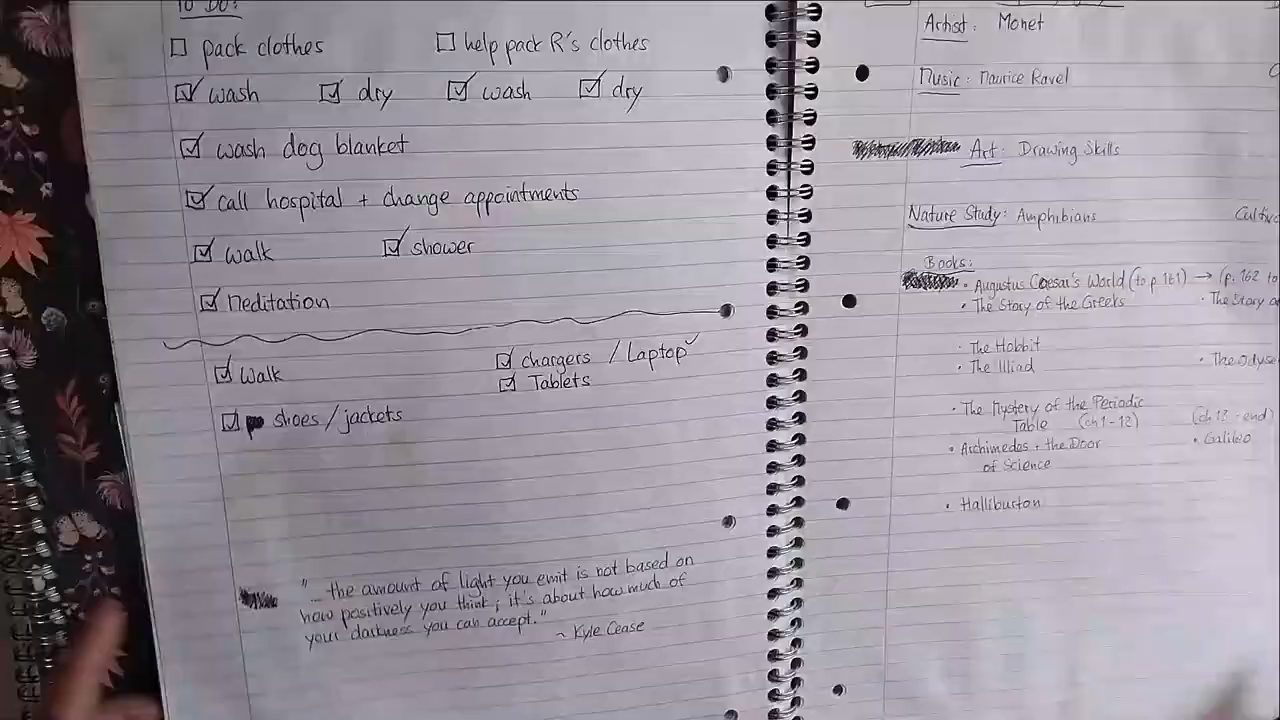 TO DO:
pack clothes help pack R's clothes
wash dry wash dry
wash dog blanket
call hospital + change appointments
walk shower
Meditation
Walk chargers / Laptop
Tablets
shoes / jackets
"... the amount of light you emit is not based on
how positively you think; it's about how much of
your darkness you can accept."
~ Kyle Cease
Artist: Monet
Music: Maurice Ravel
Art: Drawing Skills
Nature Study: Amphibians
Books:
• Augustus Caesar's World (to p. 161) → (p. 162 to
• The Story of the Greeks • The Story
• The Hobbit
• The Illiad
• The Mystery of the Periodic
Table (ch 1 - 12) (ch 13 - end)
• Archimedes + the Door • Galileo
of Science
• Halliburton